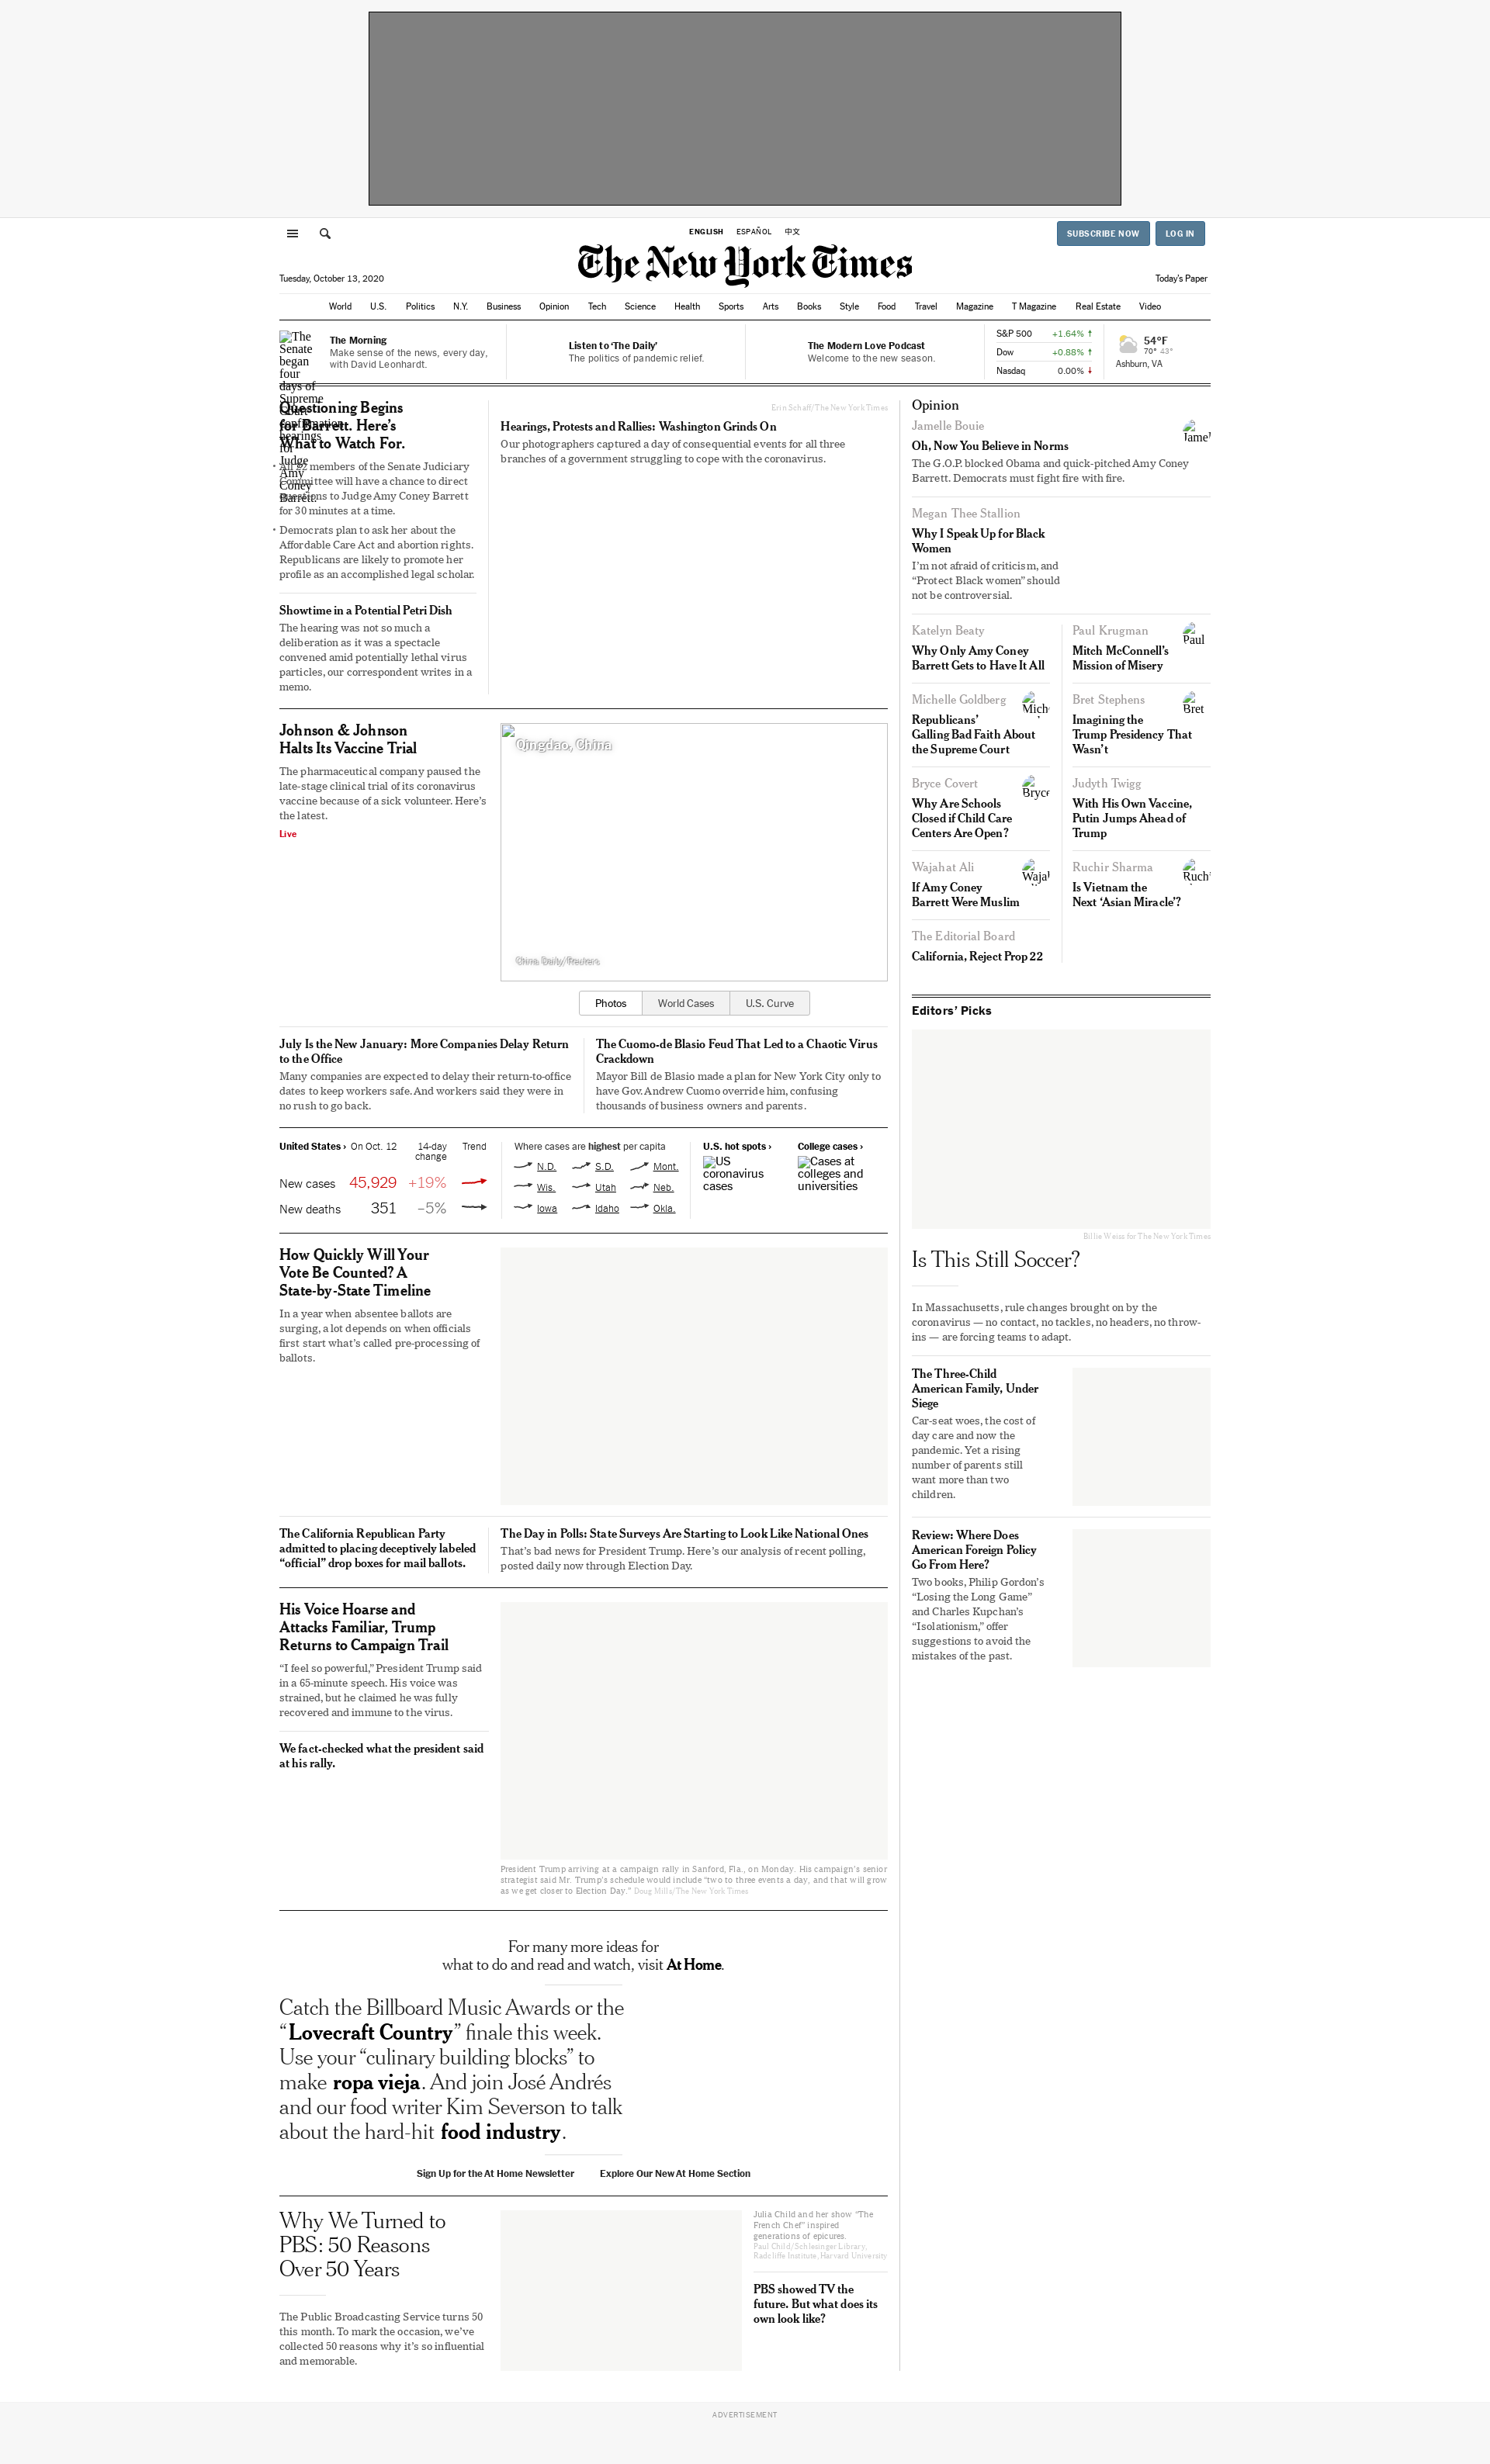 ENGLISH ESPAÑOL 中文
SUBSCRIBE NOW LOG IN
The New York Times
Tuesday, October 13, 2020
Today's Paper
World U.S. Politics N.Y. Business Opinion Tech Science Health Sports Arts Books Style Food Travel Magazine T Magazine Real Estate Video
The Morning
Make sense of the news, every day,
with David Leonhardt.
Listen to ‘The Daily’
The politics of pandemic relief.
The Modern Love Podcast
Welcome to the new season.
S&P 500 +1.64% ↑
Dow +0.88% ↑
Nasdaq 0.00% ↓
54°F
70° 43°
Ashburn, VA
The
Senate
began
four
days of
Supreme
Court
confirmation
hearings
for
Judge
Amy
Coney
Barrett.
Questioning Begins
for Barrett. Here’s
What to Watch For.
All 22 members of the Senate Judiciary
Committee will have a chance to direct
questions to Judge Amy Coney Barrett
for 30 minutes at a time.
Democrats plan to ask her about the
Affordable Care Act and abortion rights.
Republicans are likely to promote her
profile as an accomplished legal scholar.
Showtime in a Potential Petri Dish
The hearing was not so much a
deliberation as it was a spectacle
convened amid potentially lethal virus
particles, our correspondent writes in a
memo.
Erin Schaff/The New York Times
Hearings, Protests and Rallies: Washington Grinds On
Our photographers captured a day of consequential events for all three
branches of a government struggling to cope with the coronavirus.
Johnson & Johnson
Halts Its Vaccine Trial
The pharmaceutical company paused the
late-stage clinical trial of its coronavirus
vaccine because of a sick volunteer. Here’s
the latest.
Live
Qingdao, China
China Daily/Reuters
Photos World Cases U.S. Curve
July Is the New January: More Companies Delay Return
to the Office
Many companies are expected to delay their return-to-office
dates to keep workers safe. And workers said they were in
no rush to go back.
The Cuomo-de Blasio Feud That Led to a Chaotic Virus
Crackdown
Mayor Bill de Blasio made a plan for New York City only to
have Gov. Andrew Cuomo override him, confusing
thousands of business owners and parents.
United States › On Oct. 12 14-day
change Trend
New cases 45,929 +19%
New deaths 351 –5%
Where cases are highest per capita
N.D. S.D. Mont.
Wis. Utah Neb.
Iowa Idaho Okla.
U.S. hot spots ›
US
coronavirus
cases
College cases ›
Cases at
colleges and
universities
How Quickly Will Your
Vote Be Counted? A
State-by-State Timeline
In a year when absentee ballots are
surging, a lot depends on when officials
first start what’s called pre-processing of
ballots.
The California Republican Party
admitted to placing deceptively labeled
“official” drop boxes for mail ballots.
The Day in Polls: State Surveys Are Starting to Look Like National Ones
That’s bad news for President Trump. Here’s our analysis of recent polling,
posted daily now through Election Day.
His Voice Hoarse and
Attacks Familiar, Trump
Returns to Campaign Trail
“I feel so powerful,” President Trump said
in a 65-minute speech. His voice was
strained, but he claimed he was fully
recovered and immune to the virus.
We fact-checked what the president said
at his rally.
President Trump arriving at a campaign rally in Sanford, Fla., on Monday. His campaign’s senior
strategist said Mr. Trump’s schedule would include “two to three events a day, and that will grow
as we get closer to Election Day.” Doug Mills/The New York Times
For many more ideas for
what to do and read and watch, visit At Home.
Catch the Billboard Music Awards or the
“Lovecraft Country” finale this week.
Use your “culinary building blocks” to
make ropa vieja. And join José Andrés
and our food writer Kim Severson to talk
about the hard-hit food industry.
Sign Up for the At Home Newsletter Explore Our New At Home Section
Why We Turned to
PBS: 50 Reasons
Over 50 Years
The Public Broadcasting Service turns 50
this month. To mark the occasion, we’ve
collected 50 reasons why it’s so influential
and memorable.
Julia Child and her show “The
French Chef” inspired
generations of epicures.
Paul Child/Schlesinger Library,
Radcliffe Institute, Harvard University
PBS showed TV the
future. But what does its
own look like?
Opinion
Jamelle Bouie
Jamel
Oh, Now You Believe in Norms
The G.O.P. blocked Obama and quick-pitched Amy Coney
Barrett. Democrats must fight fire with fire.
Megan Thee Stallion
Why I Speak Up for Black
Women
I’m not afraid of criticism, and
“Protect Black women” should
not be controversial.
Katelyn Beaty
Why Only Amy Coney
Barrett Gets to Have It All
Paul Krugman
Paul
Mitch McConnell’s
Mission of Misery
Michelle Goldberg
Miche
Republicans’
Galling Bad Faith About
the Supreme Court
Bret Stephens
Bret
Imagining the
Trump Presidency That
Wasn’t
Bryce Covert
Bryce
Why Are Schools
Closed if Child Care
Centers Are Open?
Judyth Twigg
With His Own Vaccine,
Putin Jumps Ahead of
Trump
Wajahat Ali
Wajal
If Amy Coney
Barrett Were Muslim
Ruchir Sharma
Ruchi
Is Vietnam the
Next ‘Asian Miracle’?
The Editorial Board
California, Reject Prop 22
Editors’ Picks
Billie Weiss for The New York Times
Is This Still Soccer?
In Massachusetts, rule changes brought on by the
coronavirus — no contact, no tackles, no headers, no throw-
ins — are forcing teams to adapt.
The Three-Child
American Family, Under
Siege
Car-seat woes, the cost of
day care and now the
pandemic. Yet a rising
number of parents still
want more than two
children.
Review: Where Does
American Foreign Policy
Go From Here?
Two books, Philip Gordon’s
“Losing the Long Game”
and Charles Kupchan’s
“Isolationism,” offer
suggestions to avoid the
mistakes of the past.
ADVERTISEMENT